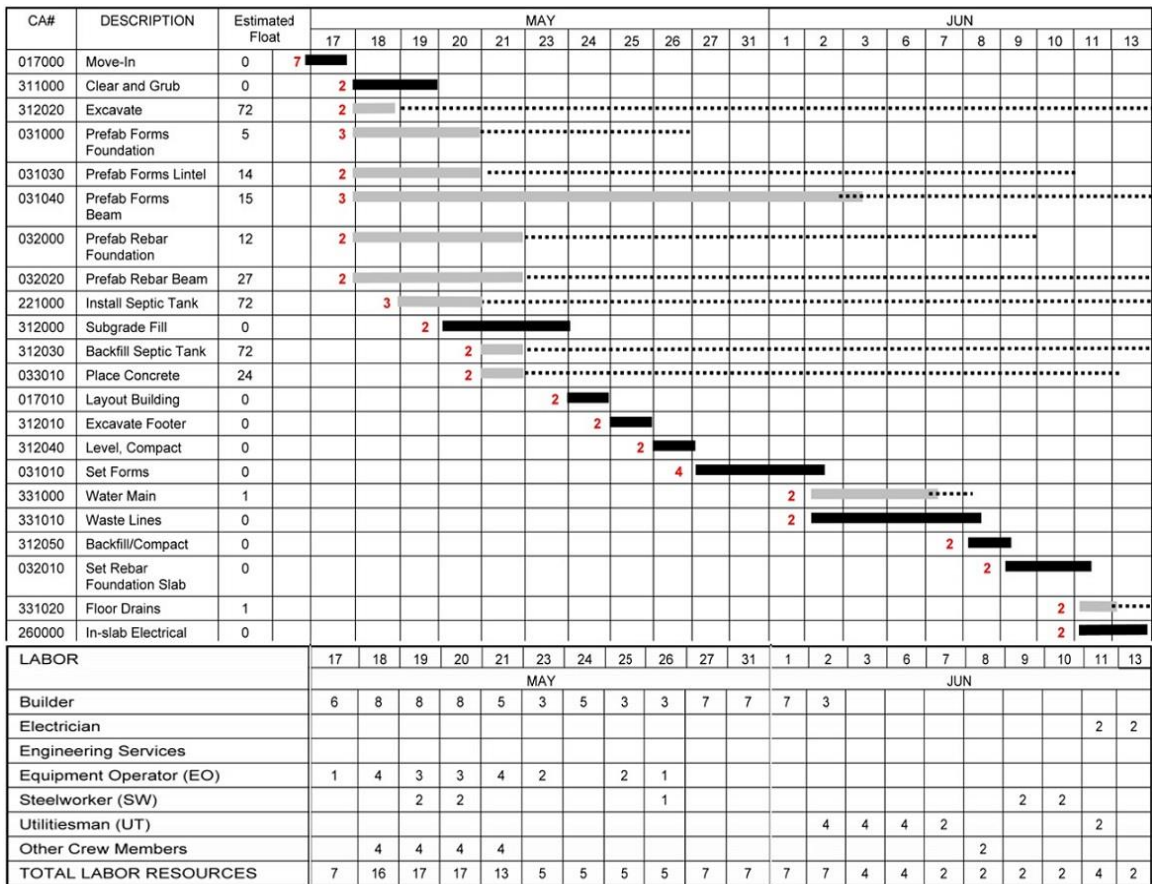 CA# DESCRIPTION Estimated MAY JUN
Float 17 18 19 20 21 23 24 25 26 27 31 1 2 3 6 7 8 9 10 11 13
017000 Move-In 0 7
311000 Clear and Grub 0 2
312020 Excavate 72 2
031000 Prefab Forms 5 3
Foundation
031030 Prefab Forms Lintel 14 2
031040 Prefab Forms 15 3
Beam
032000 Prefab Rebar 12 2
Foundation
032020 Prefab Rebar Beam 27 2
221000 Install Septic Tank 72 3
312000 Subgrade Fill 0 2
312030 Backfill Septic Tank 72 2
033010 Place Concrete 24 2
017010 Layout Building 0 2
312010 Excavate Footer 0 2
312040 Level, Compact 0 2
031010 Set Forms 0 4
331000 Water Main 1 2
331010 Waste Lines 0 2
312050 Backfill/Compact 0 2
032010 Set Rebar 0 2
Foundation Slab
331020 Floor Drains 1 2
260000 In-slab Electrical 0 2
LABOR 17 18 19 20 21 23 24 25 26 27 31 1 2 3 6 7 8 9 10 11 13
MAY JUN
Builder 6 8 8 8 5 3 5 3 3 7 7 7 3
Electrician 2 2
Engineering Services
Equipment Operator (EO) 1 4 3 3 4 2 2 1
Steelworker (SW) 2 2 1 2 2
Utilitiesman (UT) 4 4 4 2 2
Other Crew Members 4 4 4 4 2
TOTAL LABOR RESOURCES 7 16 17 17 13 5 5 5 5 7 7 7 7 4 4 2 2 2 2 4 2